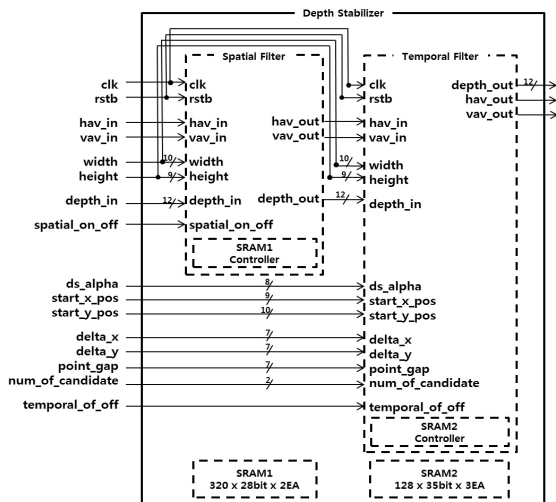 Depth Stabilizer
Spatial Filter
Temporal Filter
clk
rstb
hav_in
vav_in
width
height
depth_in
spatial_on_off
clk
rstb
hav_in
vav_in
10
width
9
height
12
depth_in
spatial_on_off
hav_out
vav_out
depth_out
12
SRAM1
Controller
clk
rstb
hav_in
vav_in
10
width
9
height
depth_in
depth_out
12
hav_out
vav_out
ds_alpha
8
ds_alpha
start_x_pos
9
start_x_pos
start_y_pos
10
start_y_pos
delta_x
7
delta_x
delta_y
7
delta_y
point_gap
7
point_gap
num_of_candidate
2
num_of_candidate
temporal_of_off
temporal_of_off
SRAM2
Controller
SRAM1
320 x 28bit x 2EA
SRAM2
128 x 35bit x 3EA